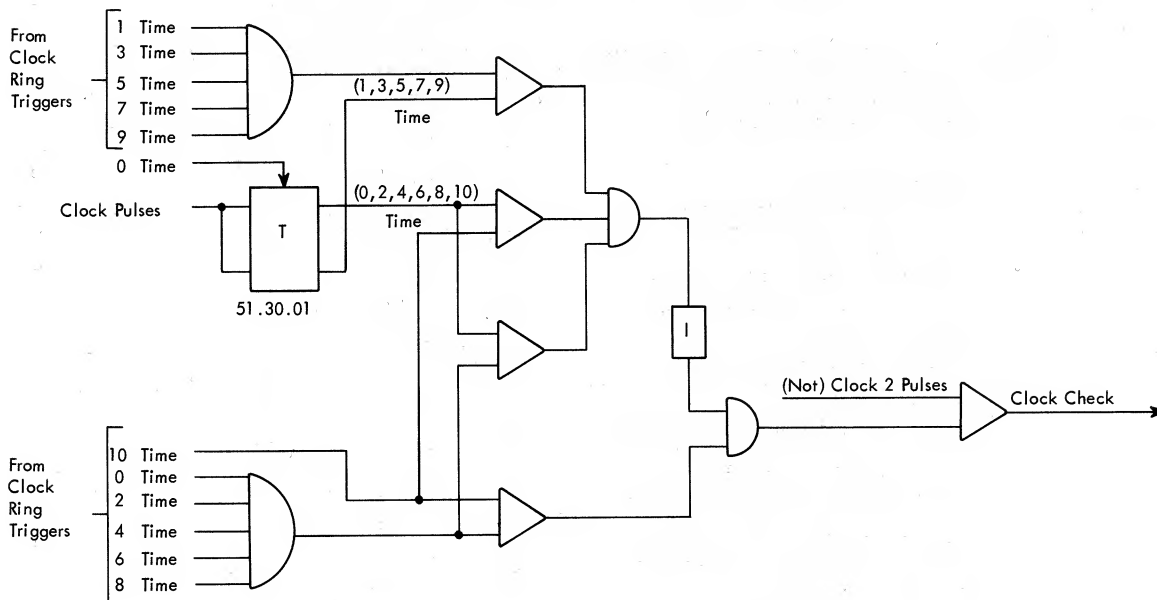 From
Clock
Ring
Triggers
1 Time
3 Time
5 Time
7 Time
9 Time
0 Time
Clock Pulses
T
51.30.01
(1,3,5,7,9)
Time
(0,2,4,6,8,10)
Time
I
(Not) Clock 2 Pulses
Clock Check
From
Clock
Ring
Triggers
10 Time
0 Time
2 Time
4 Time
6 Time
8 Time